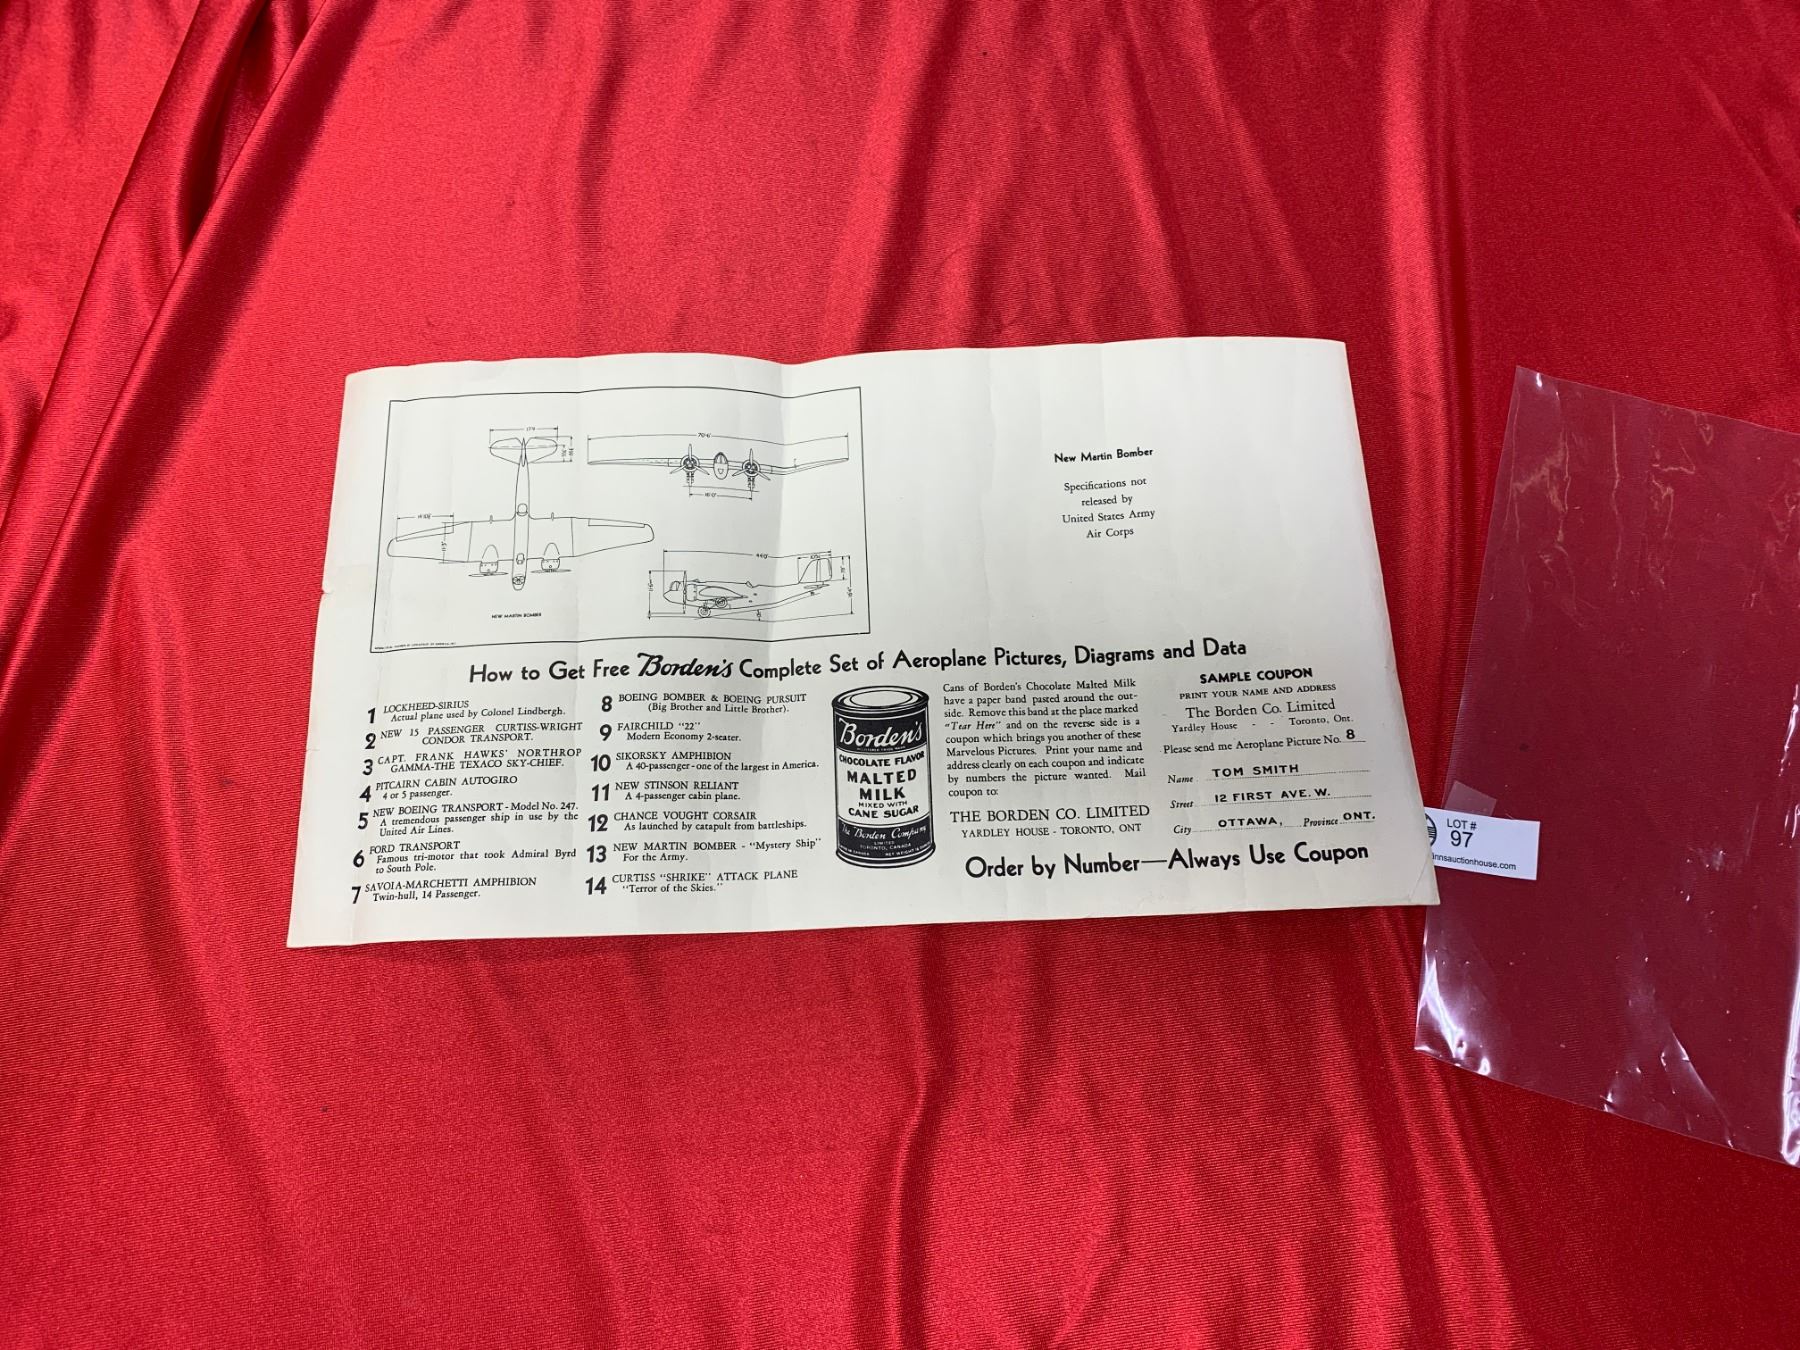 17'4
70'-6"
16'-0"
44'0"
NEW MARTIN BOMBER
New Martin Bomber
Specifications not
released by
United States Army
Air Corps
How to Get Free Borden's Complete Set of Aeroplane Pictures, Diagrams and Data
1 LOCKHEED-SIRIUS
Actual plane used by Colonel Lindbergh.
2 NEW 15 PASSENGER CURTISS-WRIGHT
CONDOR TRANSPORT.
3 CAPT. FRANK HAWKS' NORTHROP
GAMMA-THE TEXACO SKY-CHIEF.
4 PITCAIRN CABIN AUTOGIRO
4 or 5 passenger.
5 NEW BOEING TRANSPORT - Model No. 247.
A tremendous passenger ship in use by the
United Air Lines.
6 FORD TRANSPORT
Famous tri-motor that took Admiral Byrd
to South Pole.
7 SAVOIA-MARCHETTI AMPHIBION
Twin-hull, 14 Passenger.
8 BOEING BOMBER & BOEING PURSUIT
(Big Brother and Little Brother).
9 FAIRCHILD "22"
Modern Economy 2-seater.
10 SIKORSKY AMPHIBION
A 40-passenger - one of the largest in America.
11 NEW STINSON RELIANT
A 4-passenger cabin plane.
12 CHANCE VOUGHT CORSAIR
As launched by catapult from battleships.
13 NEW MARTIN BOMBER - "Mystery Ship"
For the Army.
14 CURTISS "SHRIKE" ATTACK PLANE
"Terror of the Skies."
Borden's
CHOCOLATE FLAVOR
MALTED
MILK
MIXED WITH
CANE SUGAR
The Borden Company
LIMITED
TORONTO, CANADA
Cans of Borden's Chocolate Malted Milk
have a paper band pasted around the out-
side. Remove this band at the place marked
"Tear Here" and on the reverse side is a
coupon which brings you another of these
Marvelous Pictures. Print your name and
address clearly on each coupon and indicate
by numbers the picture wanted. Mail
coupon to:
THE BORDEN CO. LIMITED
YARDLEY HOUSE - TORONTO, ONT
SAMPLE COUPON
PRINT YOUR NAME AND ADDRESS
The Borden Co. Limited
Yardley House - - Toronto, Ont.
Please send me Aeroplane Picture No. 8
Name TOM SMITH
Street 12 FIRST AVE. W.
City OTTAWA, Province ONT.
Order by Number—Always Use Coupon
LOT #
97
nnsauctionhouse.com